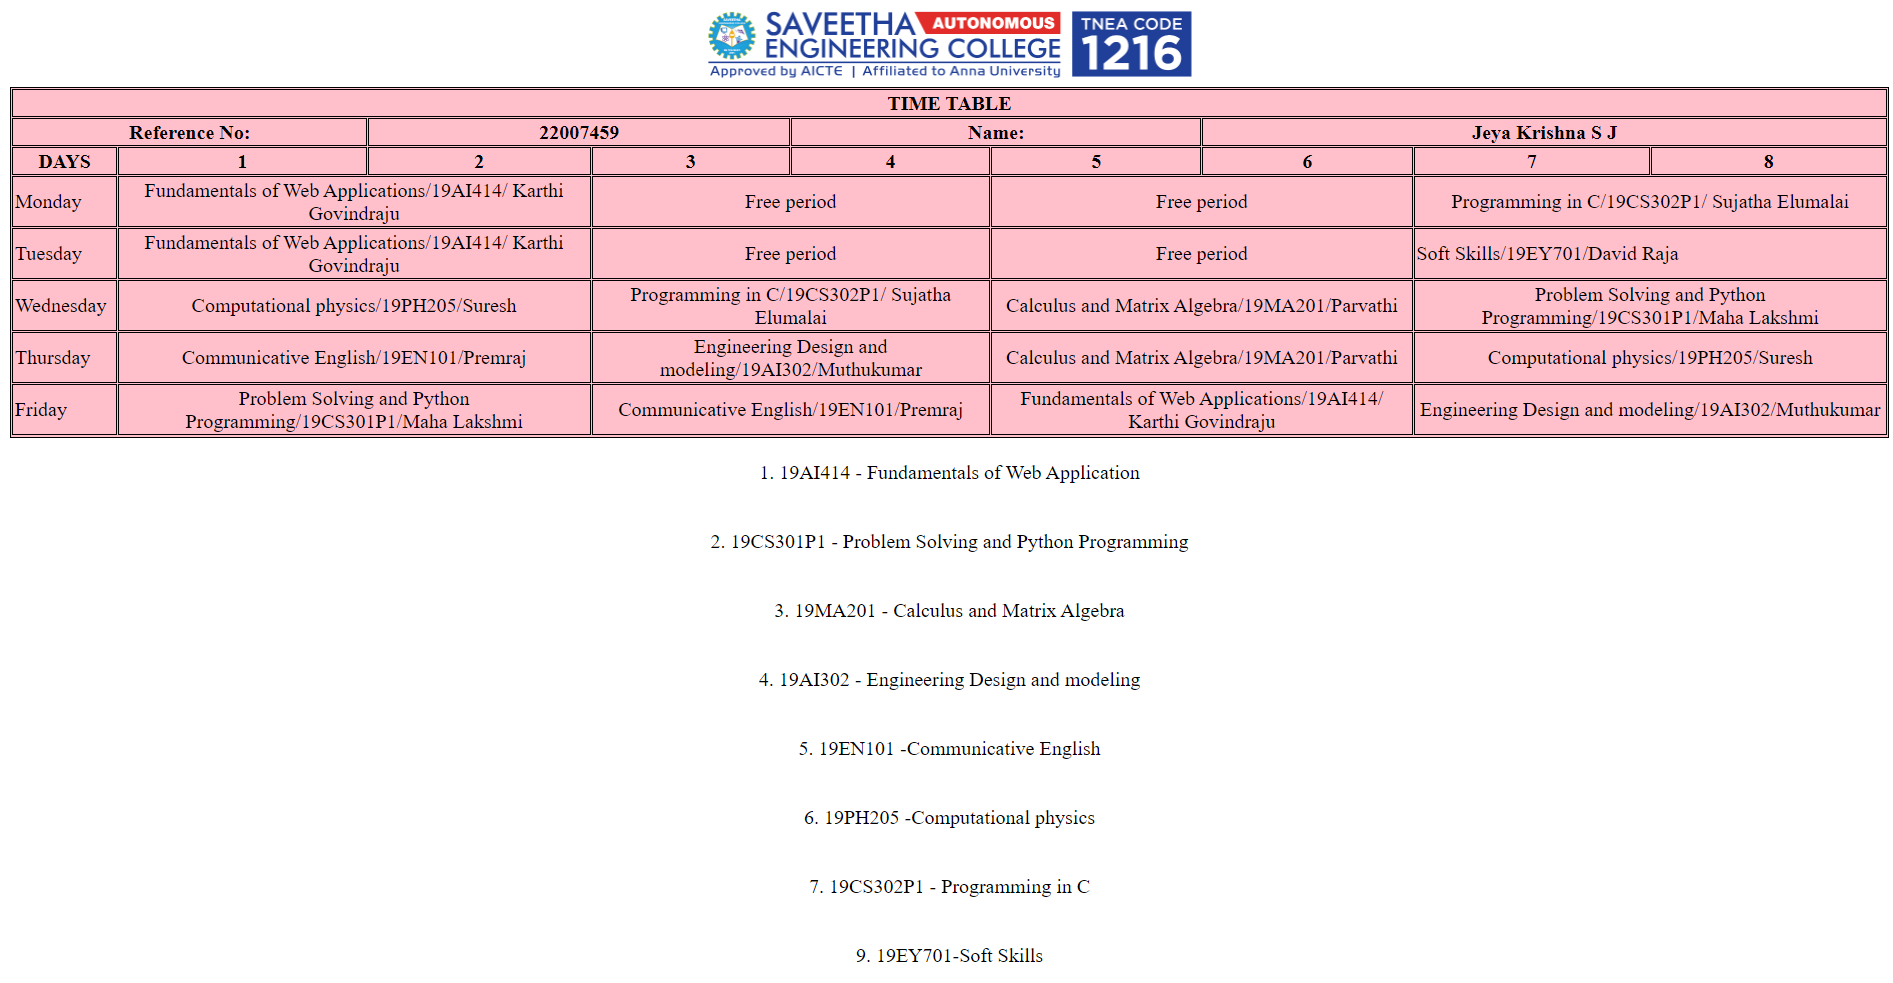 SAVEETHA AUTONOMOUS
ENGINEERING COLLEGE
Approved by AICTE | Affiliated to Anna University
TNEA CODE
1216
TIME TABLE
Reference No: 22007459 Name: Jeya Krishna S J
DAYS 1 2 3 4 5 6 7 8
Monday
Fundamentals of Web Applications/19AI414/ Karthi
Govindraju
Free period
Free period
Programming in C/19CS302P1/ Sujatha Elumalai
Tuesday
Fundamentals of Web Applications/19AI414/ Karthi
Govindraju
Free period
Free period
Soft Skills/19EY701/David Raja
Wednesday
Computational physics/19PH205/Suresh
Programming in C/19CS302P1/ Sujatha
Elumalai
Calculus and Matrix Algebra/19MA201/Parvathi
Problem Solving and Python
Programming/19CS301P1/Maha Lakshmi
Thursday
Communicative English/19EN101/Premraj
Engineering Design and
modeling/19AI302/Muthukumar
Calculus and Matrix Algebra/19MA201/Parvathi
Computational physics/19PH205/Suresh
Friday
Problem Solving and Python
Programming/19CS301P1/Maha Lakshmi
Communicative English/19EN101/Premraj
Fundamentals of Web Applications/19AI414/
Karthi Govindraju
Engineering Design and modeling/19AI302/Muthukumar
1. 19AI414 - Fundamentals of Web Application
2. 19CS301P1 - Problem Solving and Python Programming
3. 19MA201 - Calculus and Matrix Algebra
4. 19AI302 - Engineering Design and modeling
5. 19EN101 -Communicative English
6. 19PH205 -Computational physics
7. 19CS302P1 - Programming in C
9. 19EY701-Soft Skills